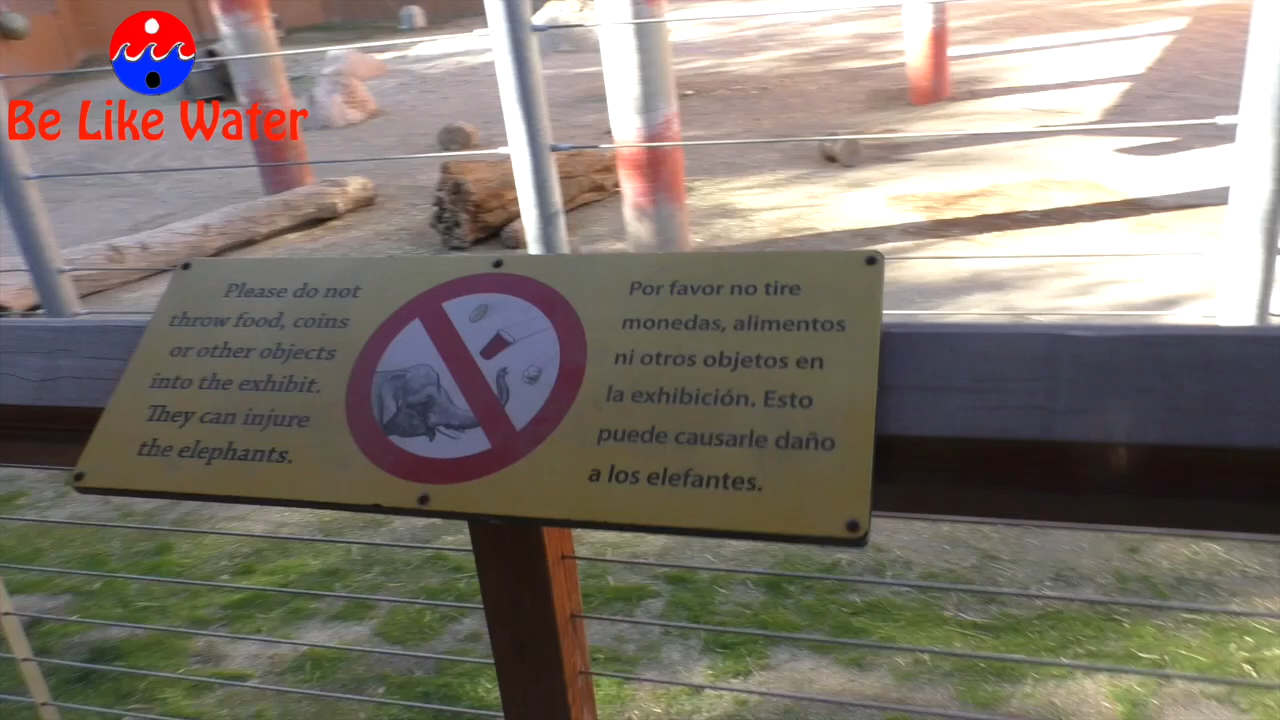 Be Like Water
Please do not
throw food, coins
or other objects
into the exhibit.
They can injure
the elephants.
Por favor no tire
monedas, alimentos
ni otros objetos en
la exhibición. Esto
puede causarle daño
a los elefantes.